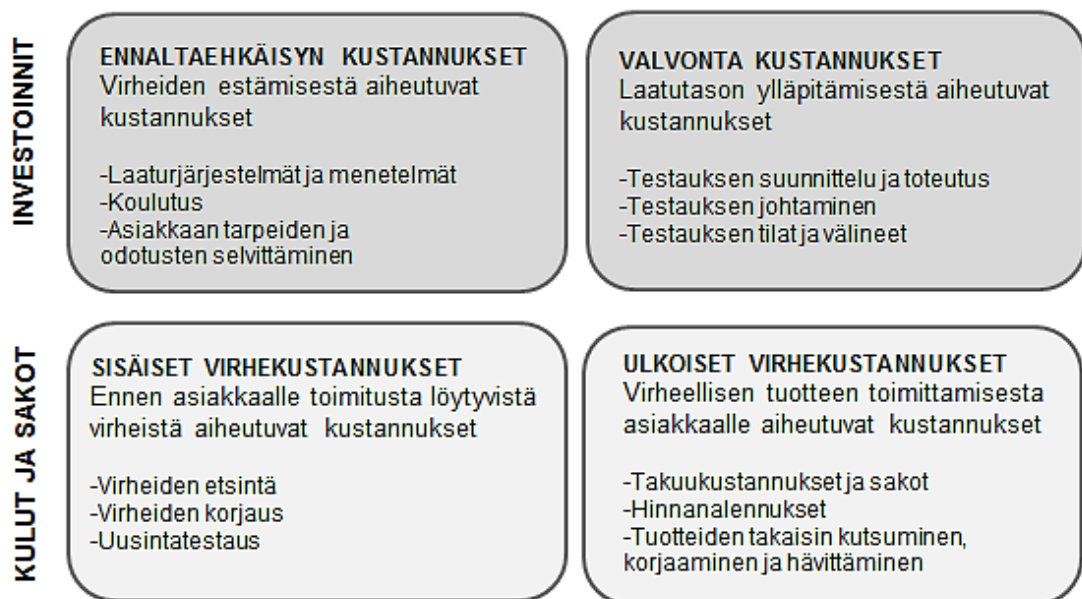 INVESTOINNIT
ENNALTAEHKÄISYN KUSTANNUKSET
Virheiden estämisestä aiheutuvat
kustannukset
-Laaturjärjestelmät ja menetelmät
-Koulutus
-Asiakkaan tarpeiden ja
odotusten selvittäminen
VALVONTA KUSTANNUKSET
Laatutason ylläpitämisestä aiheutuvat
kustannukset
-Testauksen suunnittelu ja toteutus
-Testauksen johtaminen
-Testauksen tilat ja välineet
KULUT JA SAKOT
SISÄISET VIRHEKUSTANNUKSET
Ennen asiakkaalle toimitusta löytyvistä
virheistä aiheutuvat kustannukset
-Virheiden etsintä
-Virheiden korjaus
-Uusintatestaus
ULKOISET VIRHEKUSTANNUKSET
Virheellisen tuotteen toimittamisesta
asiakkaalle aiheutuvat kustannukset
-Takuukustannukset ja sakot
-Hinnanalennukset
-Tuotteiden takaisin kutsuminen,
korjaaminen ja hävittäminen